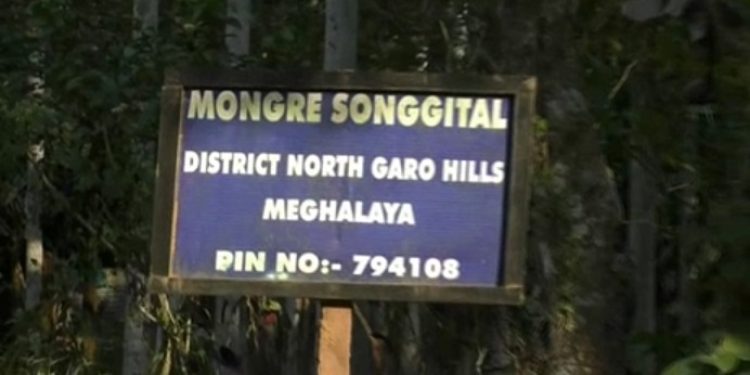 MONGRE SONGGITAL
DISTRICT NORTH GARO HILLS
MEGHALAYA
PIN NO:- 794108